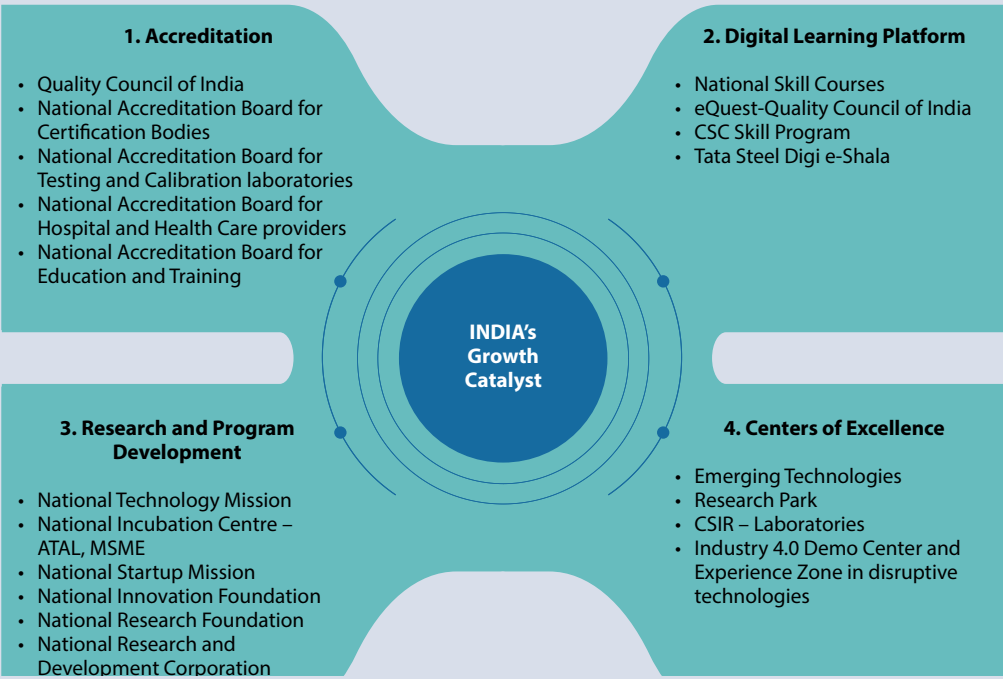 1. Accreditation
• Quality Council of India
• National Accreditation Board for
Certification Bodies
• National Accreditation Board for
Testing and Calibration laboratories
• National Accreditation Board for
Hospital and Health Care providers
• National Accreditation Board for
Education and Training
2. Digital Learning Platform
• National Skill Courses
• eQuest-Quality Council of India
• CSC Skill Program
• Tata Steel Digi e-Shala
INDIA's
Growth
Catalyst
3. Research and Program
Development
• National Technology Mission
• National Incubation Centre –
ATAL, MSME
• National Startup Mission
• National Innovation Foundation
• National Research Foundation
• National Research and
Development Corporation
4. Centers of Excellence
• Emerging Technologies
• Research Park
• CSIR – Laboratories
• Industry 4.0 Demo Center and
Experience Zone in disruptive
technologies